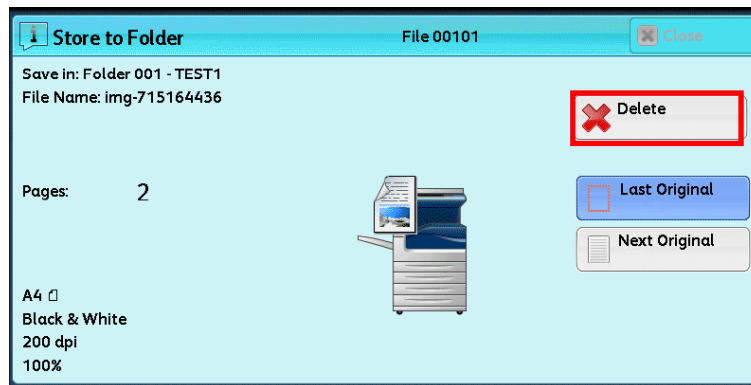 Store to Folder
File 00101
Close
Save in: Folder 001 - TEST1
File Name: img-715164436
Delete
Pages: 2
Last Original
Next Original
A4
Black & White
200 dpi
100%